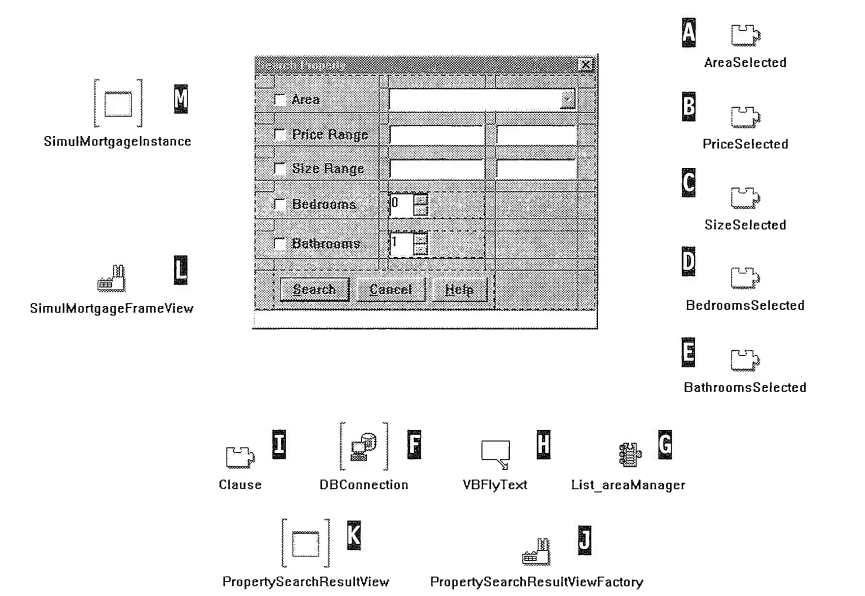 A
AreaSelected
Search Property
M
SimulMortgageInstance
Area
B
PriceSelected
Price Range
Size Range
C
SizeSelected
Bedrooms
0
Bathrooms
1
L
SimulMortgageFrameView
D
BedroomsSelected
Search Cancel Help
E
BathroomsSelected
I
Clause
F
DBConnection
H
VBFlyText
G
List_areaManager
K
PropertySearchResultView
J
PropertySearchResultViewFactory